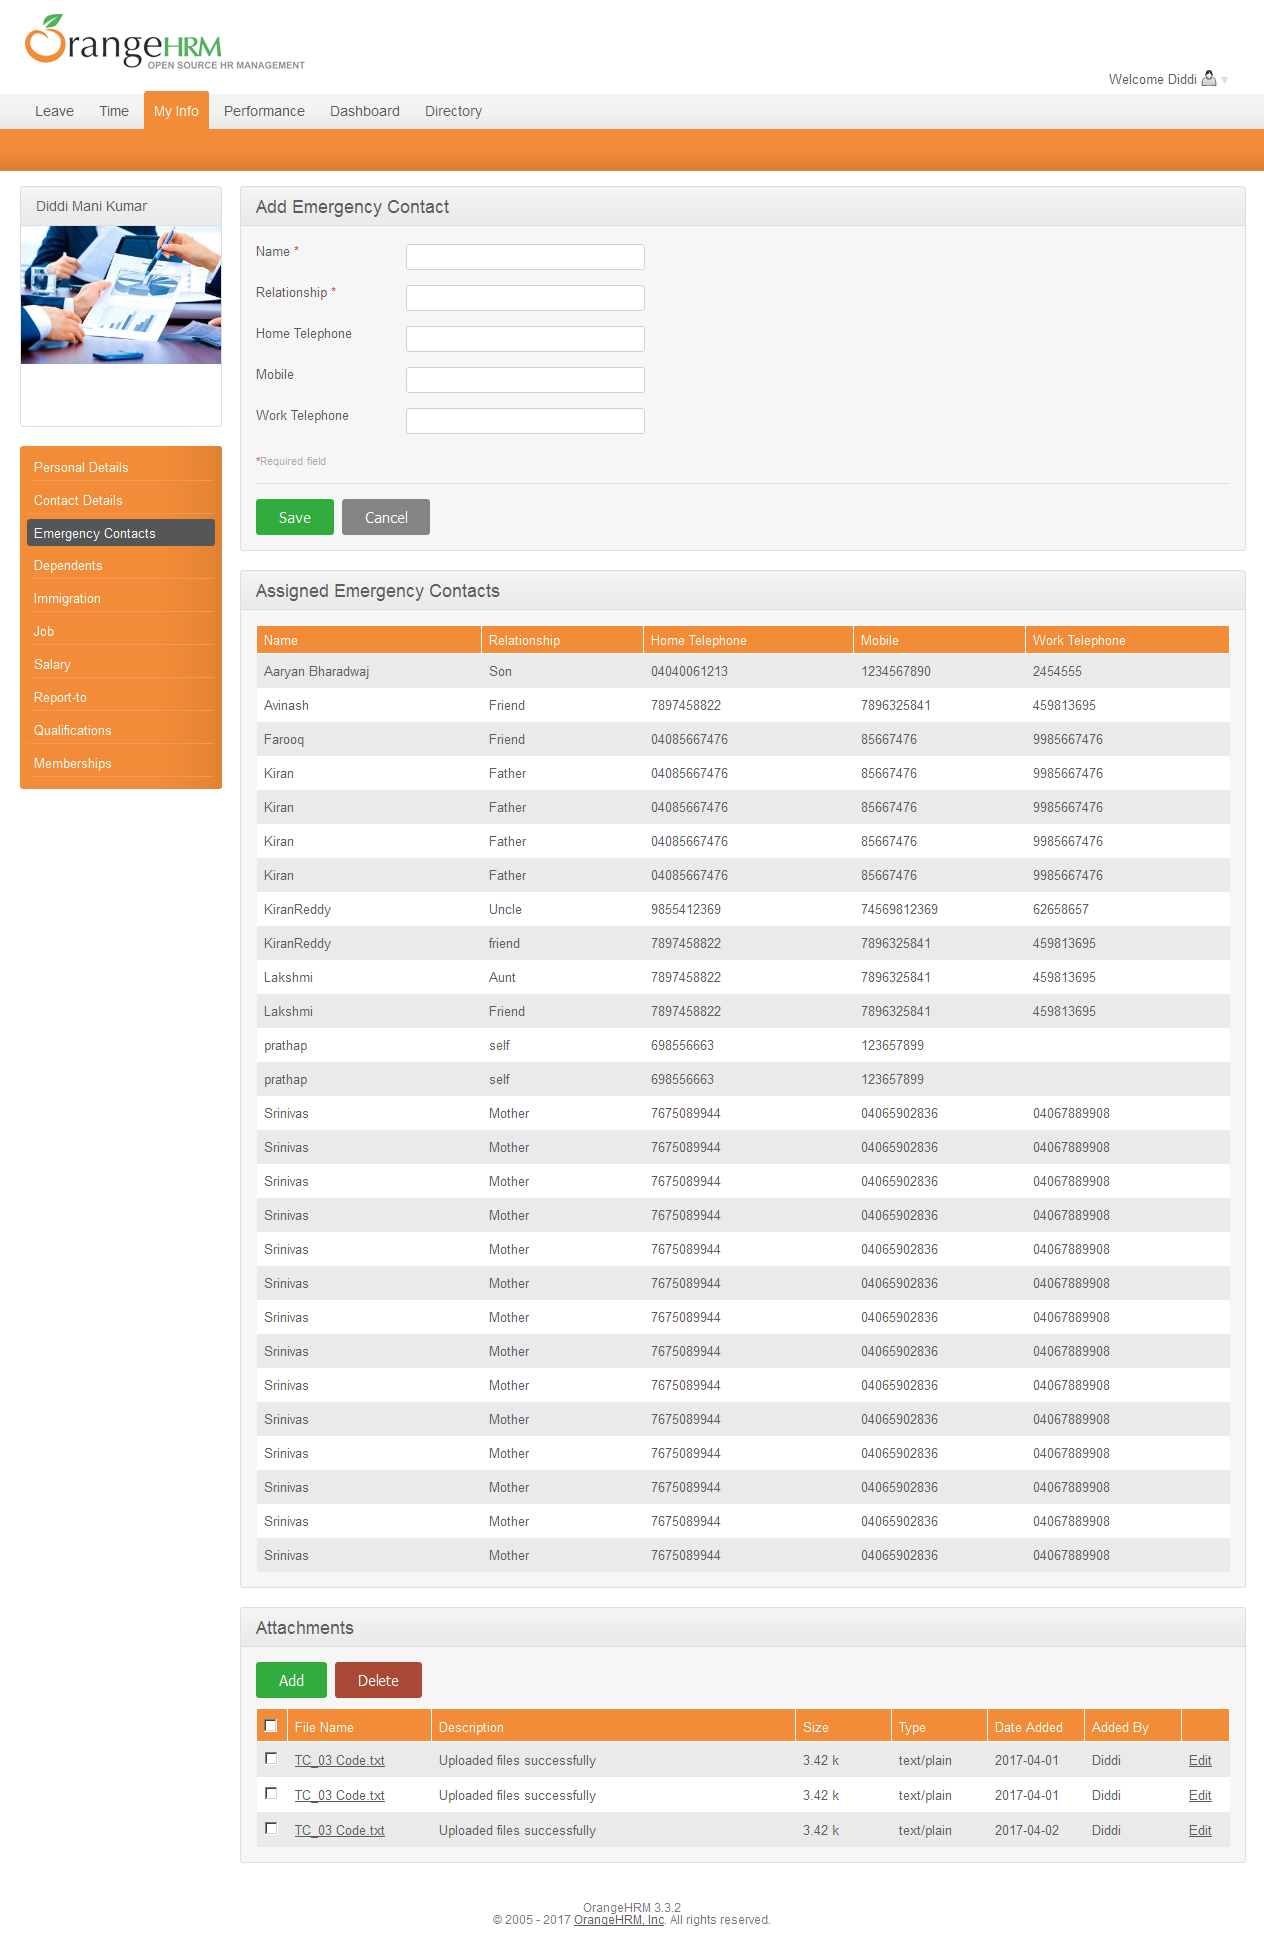 OrangeHRM
OPEN SOURCE HR MANAGEMENT
Welcome Diddi
Leave Time My Info Performance Dashboard Directory
Diddi Mani Kumar
Personal Details
Contact Details
Emergency Contacts
Dependents
Immigration
Job
Salary
Report-to
Qualifications
Memberships
Add Emergency Contact
Name *
Relationship *
Home Telephone
Mobile
Work Telephone
*Required field
Save Cancel
Assigned Emergency Contacts
Name Relationship Home Telephone Mobile Work Telephone
Aaryan Bharadwaj Son 04040061213 1234567890 2454555
Avinash Friend 7897458822 7896325841 459813695
Farooq Friend 04085667476 85667476 9985667476
Kiran Father 04085667476 85667476 9985667476
Kiran Father 04085667476 85667476 9985667476
Kiran Father 04085667476 85667476 9985667476
Kiran Father 04085667476 85667476 9985667476
KiranReddy Uncle 9855412369 74569812369 62658657
KiranReddy friend 7897458822 7896325841 459813695
Lakshmi Aunt 7897458822 7896325841 459813695
Lakshmi Friend 7897458822 7896325841 459813695
prathap self 698556663 123657899
prathap self 698556663 123657899
Srinivas Mother 7675089944 04065902836 04067889908
Srinivas Mother 7675089944 04065902836 04067889908
Srinivas Mother 7675089944 04065902836 04067889908
Srinivas Mother 7675089944 04065902836 04067889908
Srinivas Mother 7675089944 04065902836 04067889908
Srinivas Mother 7675089944 04065902836 04067889908
Srinivas Mother 7675089944 04065902836 04067889908
Srinivas Mother 7675089944 04065902836 04067889908
Srinivas Mother 7675089944 04065902836 04067889908
Srinivas Mother 7675089944 04065902836 04067889908
Srinivas Mother 7675089944 04065902836 04067889908
Srinivas Mother 7675089944 04065902836 04067889908
Srinivas Mother 7675089944 04065902836 04067889908
Srinivas Mother 7675089944 04065902836 04067889908
Attachments
Add Delete
File Name Description Size Type Date Added Added By
TC_03 Code.txt Uploaded files successfully 3.42 k text/plain 2017-04-01 Diddi Edit
TC_03 Code.txt Uploaded files successfully 3.42 k text/plain 2017-04-01 Diddi Edit
TC_03 Code.txt Uploaded files successfully 3.42 k text/plain 2017-04-02 Diddi Edit
OrangeHRM 3.3.2
© 2005 - 2017 OrangeHRM, Inc. All rights reserved.